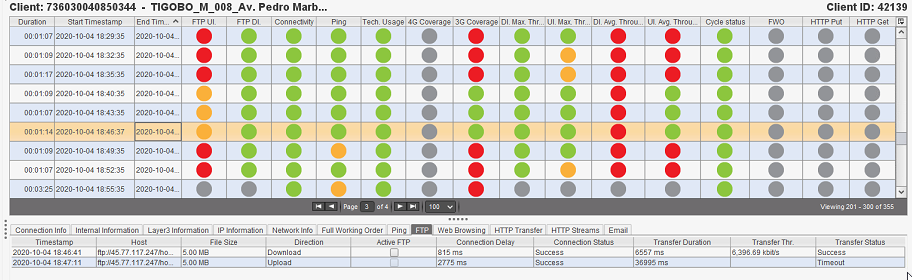 Client: 736030040850344 - TIGOBO_M_008_Av. Pedro Marb... Client ID: 42139
Duration Start Timestamp End Tim... FTP Ul. FTP Dl. Connectivity Ping Tech. Usage 4G Coverage 3G Coverage Dl. Max. Thr... Ul. Max. Thr... Dl. Avg. Throu... Ul. Avg. Throu... Cycle status FWO HTTP Put HTTP Get
00:01:07 2020-10-04 18:29:35 2020-10-04...
00:01:09 2020-10-04 18:32:35 2020-10-04...
00:01:17 2020-10-04 18:35:35 2020-10-04...
00:01:09 2020-10-04 18:40:35 2020-10-04...
00:01:07 2020-10-04 18:43:35 2020-10-04...
00:01:14 2020-10-04 18:46:37 2020-10-04...
00:01:09 2020-10-04 18:49:35 2020-10-04...
00:01:07 2020-10-04 18:52:35 2020-10-04...
00:03:25 2020-10-04 18:55:35 2020-10-04...
Page 3 of 4 100 Viewing 201 - 300 of 355
Connection Info Internal Information Layer3 Information IP Information Network Info Full Working Order Ping FTP Web Browsing HTTP Transfer HTTP Streams Email
Timestamp Host File Size Direction Active FTP Connection Delay Connection Status Transfer Duration Transfer Thr. Transfer Status
2020-10-04 18:46:41 ftp://45.77.117.247/ho... 5.00 MB Download 815 ms Success 6557 ms 6,396.69 kbit/s Success
2020-10-04 18:47:11 ftp://45.77.117.247/ho... 5.00 MB Upload 2775 ms Success 36995 ms Timeout